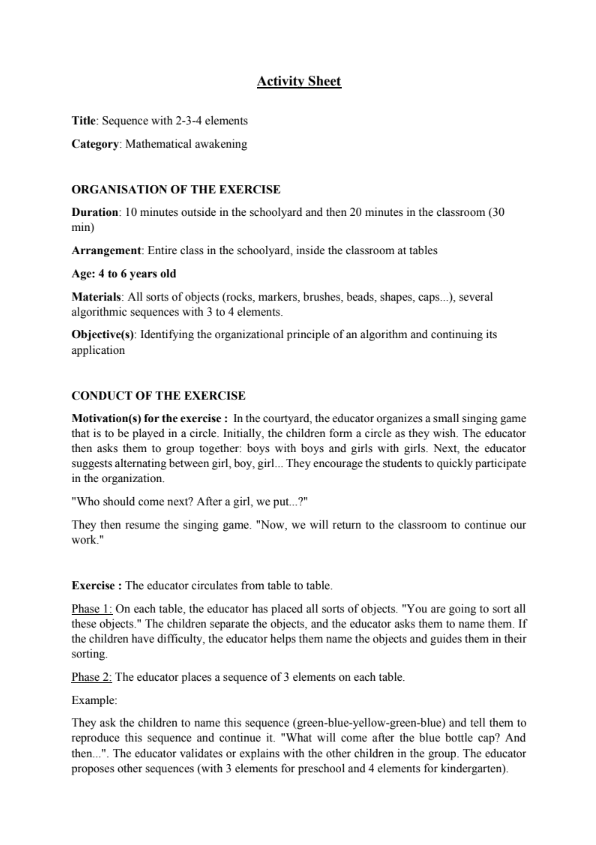 Activity Sheet
Title: Sequence with 2-3-4 elements
Category: Mathematical awakening
ORGANISATION OF THE EXERCISE
Duration: 10 minutes outside in the schoolyard and then 20 minutes in the classroom (30
min)
Arrangement: Entire class in the schoolyard, inside the classroom at tables
Age: 4 to 6 years old
Materials: All sorts of objects (rocks, markers, brushes, beads, shapes, caps...), several
algorithmic sequences with 3 to 4 elements.
Objective(s): Identifying the organizational principle of an algorithm and continuing its
application
CONDUCT OF THE EXERCISE
Motivation(s) for the exercise : In the courtyard, the educator organizes a small singing game
that is to be played in a circle. Initially, the children form a circle as they wish. The educator
then asks them to group together: boys with boys and girls with girls. Next, the educator
suggests alternating between girl, boy, girl... They encourage the students to quickly participate
in the organization.
"Who should come next? After a girl, we put...?"
They then resume the singing game. "Now, we will return to the classroom to continue our
work."
Exercise : The educator circulates from table to table.
Phase 1: On each table, the educator has placed all sorts of objects. "You are going to sort all
these objects." The children separate the objects, and the educator asks them to name them. If
the children have difficulty, the educator helps them name the objects and guides them in their
sorting.
Phase 2: The educator places a sequence of 3 elements on each table.
Example:
They ask the children to name this sequence (green-blue-yellow-green-blue) and tell them to
reproduce this sequence and continue it. "What will come after the blue bottle cap? And
then...". The educator validates or explains with the other children in the group. The educator
proposes other sequences (with 3 elements for preschool and 4 elements for kindergarten).